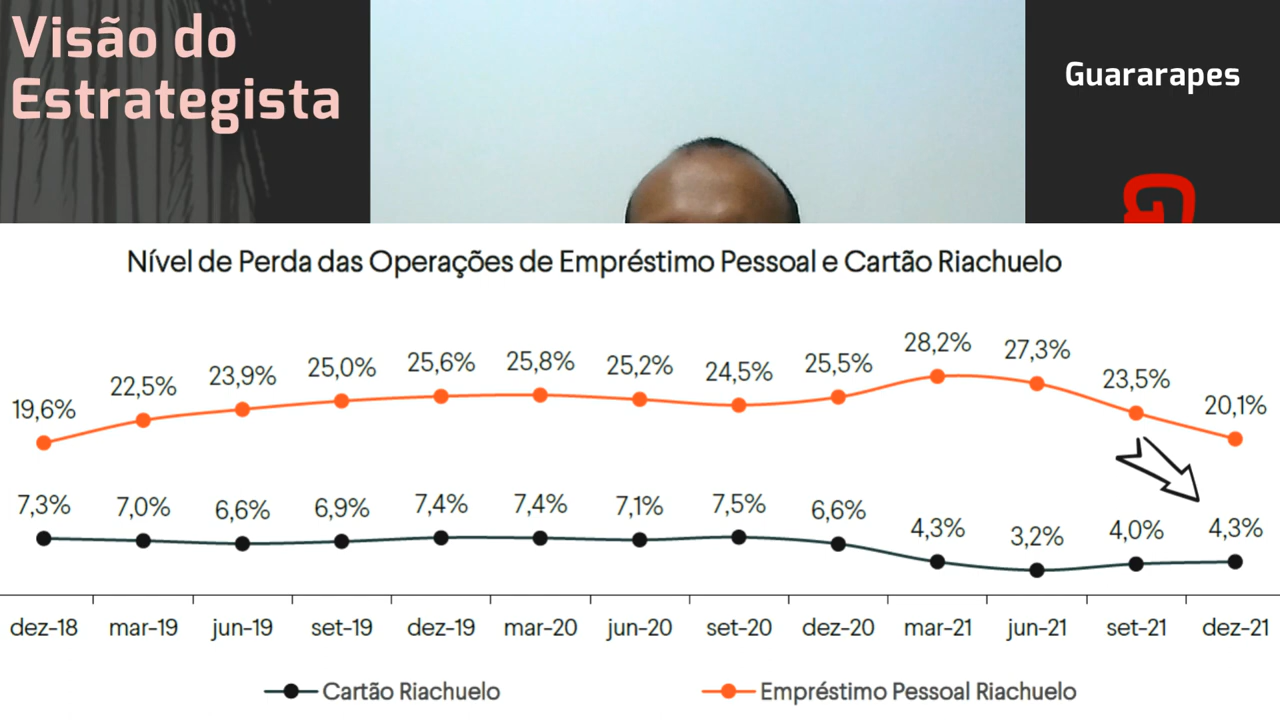 Visão do
Estrategista
Guararapes
G
Nível de Perda das Operações de Empréstimo Pessoal e Cartão Riachuelo
19,6% 22,5% 23,9% 25,0% 25,6% 25,8% 25,2% 24,5% 25,5% 28,2% 27,3% 23,5% 20,1%
7,3% 7,0% 6,6% 6,9% 7,4% 7,4% 7,1% 7,5% 6,6% 4,3% 3,2% 4,0% 4,3%
dez-18 mar-19 jun-19 set-19 dez-19 mar-20 jun-20 set-20 dez-20 mar-21 jun-21 set-21 dez-21
Cartão Riachuelo Empréstimo Pessoal Riachuelo